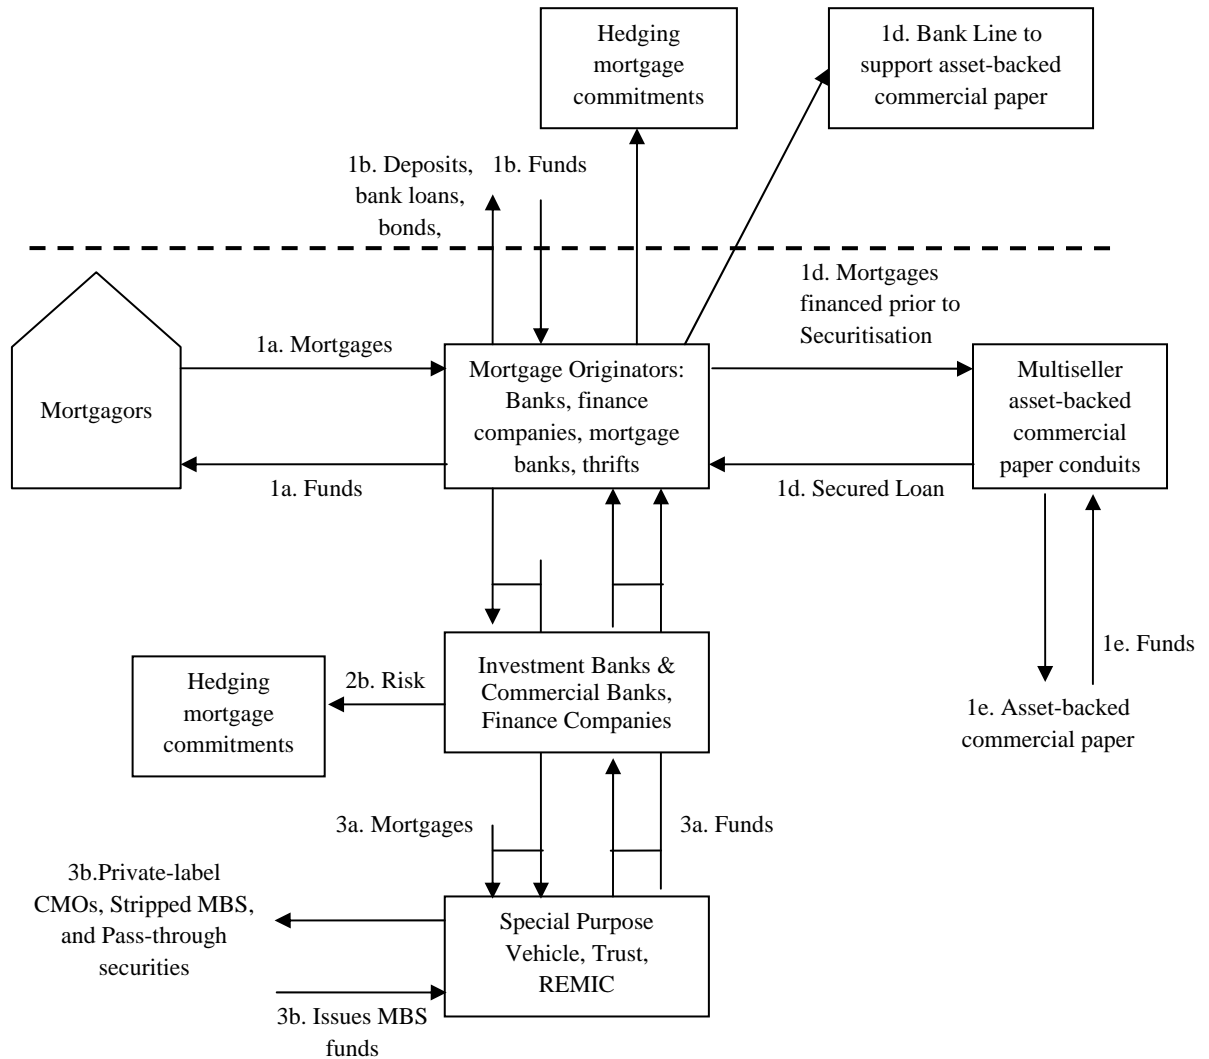 Hedging
mortgage
commitments
1d. Bank Line to
support asset-backed
commercial paper
1b. Deposits,
bank loans,
bonds,
1b. Funds
1d. Mortgages
financed prior to
Securitisation
Mortgagors
1a. Mortgages
1a. Funds
Mortgage Originators:
Banks, finance
companies, mortgage
banks, thrifts
1d. Secured Loan
Multiseller
asset-backed
commercial
paper conduits
1e. Funds
1e. Asset-backed
commercial paper
Hedging
mortgage
commitments
2b. Risk
Investment Banks &
Commercial Banks,
Finance Companies
3a. Mortgages
3a. Funds
3b.Private-label
CMOs, Stripped MBS,
and Pass-through
securities
Special Purpose
Vehicle, Trust,
REMIC
3b. Issues MBS
funds